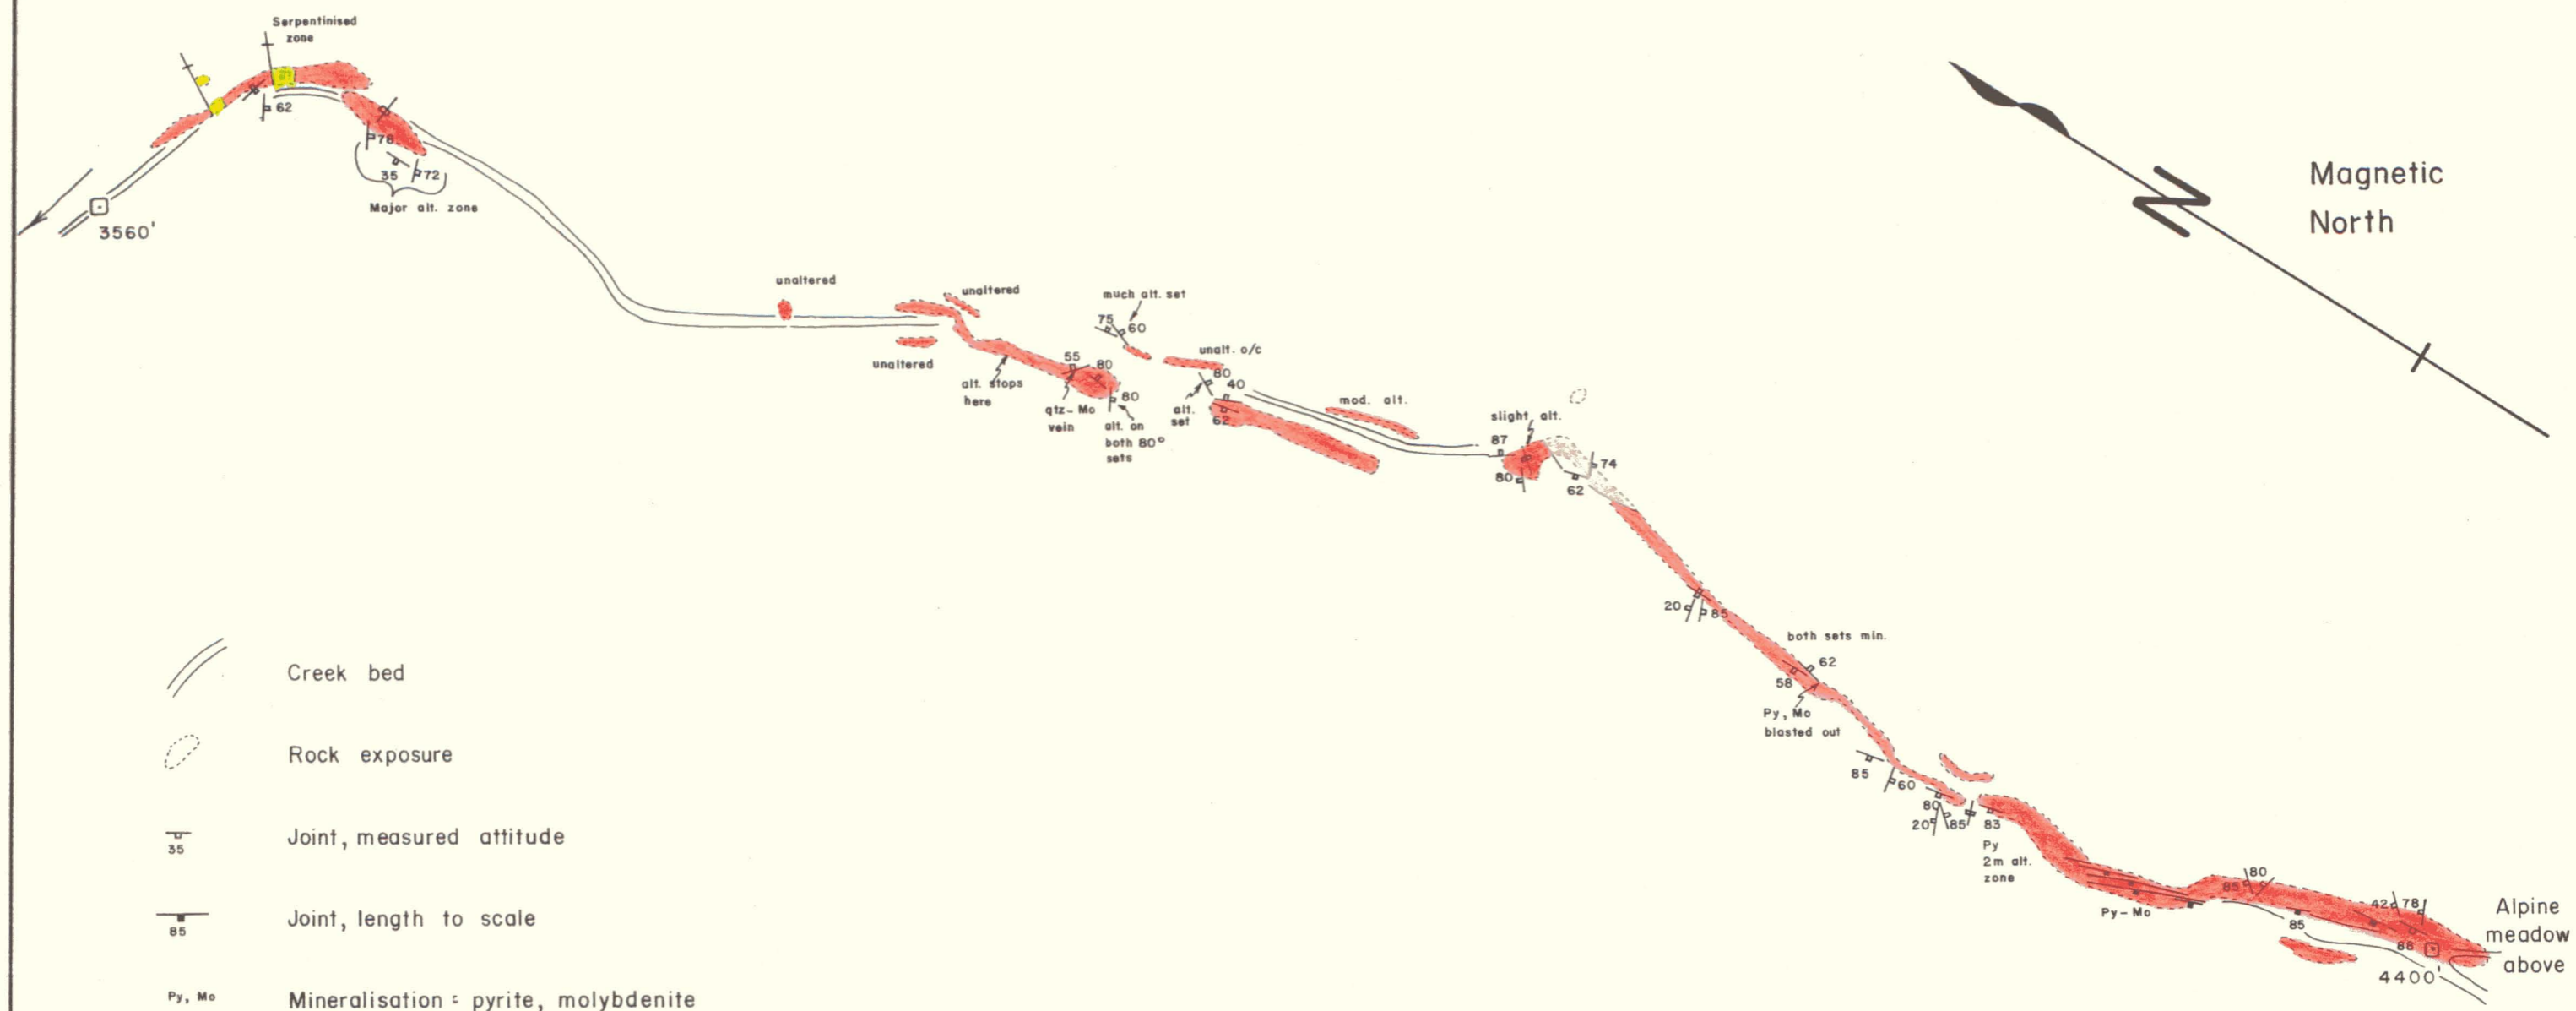 Serpentinised
zone
62
76
35
72
Major alt. zone
3560'
Magnetic
North
N
unaltered
unaltered
unaltered
alt. stops
here
55
80
qtz-Mo
vein
80
alt. on
both 80°
sets
much alt. set
75
60
unalt. o/c
80
40
alt.
set
62
mod. alt.
slight alt.
87
80
74
62
20
85
both sets min.
62
58
Py, Mo
blasted out
85
60
80
20
85
83
Py
2m alt.
zone
Py-Mo
85
80
85
42
78
88
4400'
Alpine
meadow
above
Creek bed
Rock exposure
35
Joint, measured attitude
85
Joint, length to scale
Py, Mo
Mineralisation = pyrite, molybdenite